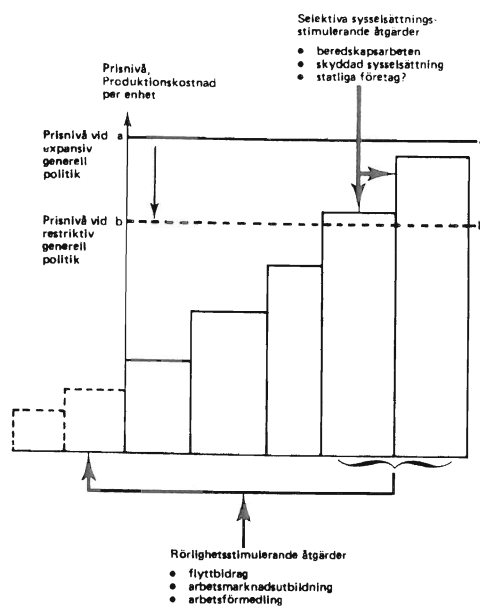 Selektiva sysselsättnings-
stimulerande åtgärder
• beredskapsarbeten
• skyddad sysselsättning
• statliga företag?
Prisnivå,
Produktionskostnad
per enhet
Prisnivå vid a
expansiv
generell
politik
Prisnivå vid b
restriktiv
generell
politik
Rörlighetsstimulerande åtgärder
• flyttbidrag
• arbetsmarknadsutbildning
• arbetsförmedling